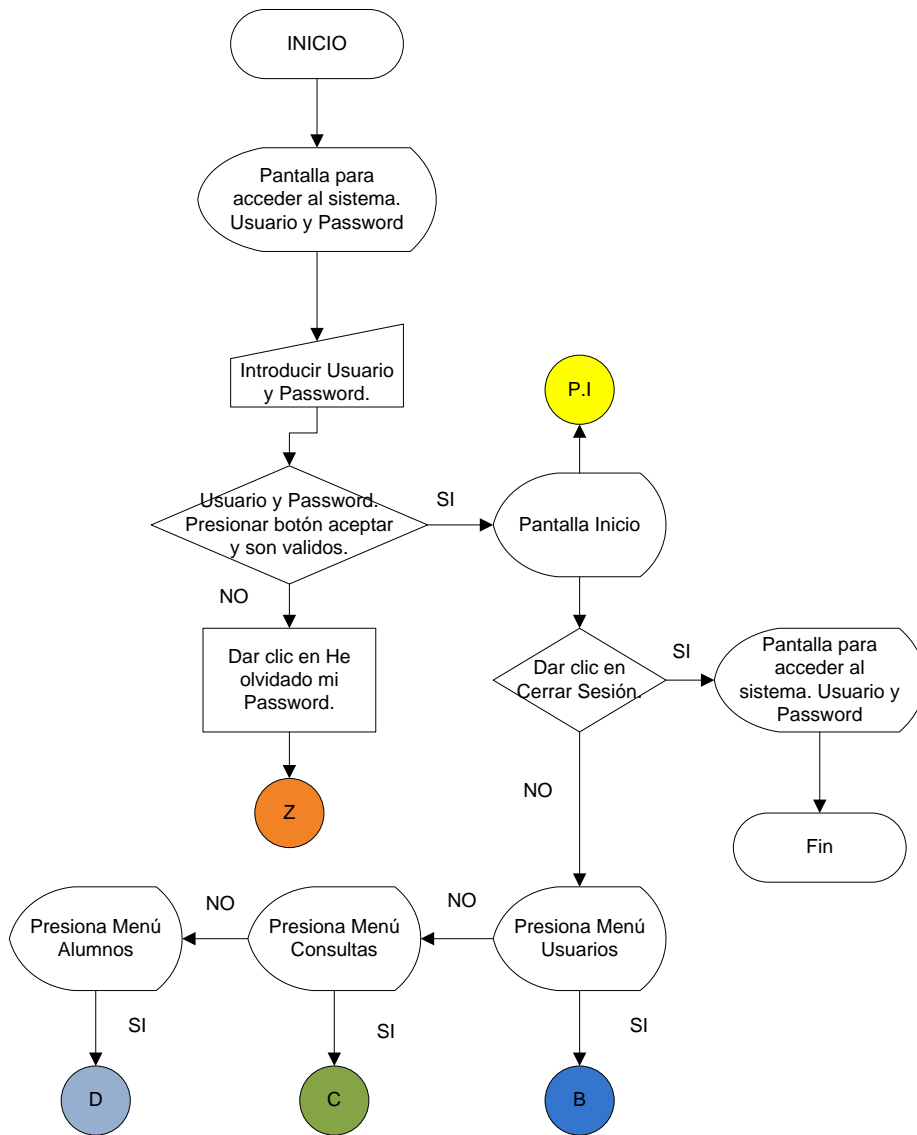 INICIO
Pantalla para
acceder al sistema.
Usuario y Password
Introducir Usuario
y Password.
P.I
Usuario y Password.
Presionar botón aceptar
y son validos.
SI
Pantalla Inicio
NO
Dar clic en He
olvidado mi
Password.
Dar clic en
Cerrar Sesión.
SI
Pantalla para
acceder al
sistema. Usuario y
Password
NO
Z
Fin
Presiona Menú
Alumnos
NO
Presiona Menú
Consultas
NO
Presiona Menú
Usuarios
SI
SI
SI
D
C
B